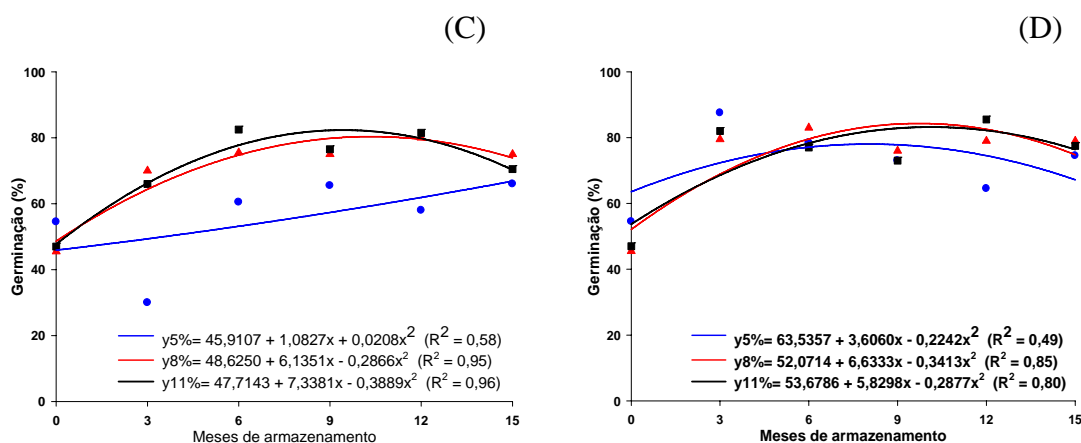 (C)
100
80
60
40
20
0
Germinação (%)
y5%= 45,9107 + 1,0827x + 0,0208x² (R² = 0,58)
y8%= 48,6250 + 6,1351x - 0,2866x² (R² = 0,95)
y11%= 47,7143 + 7,3381x - 0,3889x² (R² = 0,96)
0 3 6 9 12 15
Meses de armazenamento
(D)
100
80
60
40
20
0
Germinação (%)
y5%= 63,5357 + 3,6060x - 0,2242x² (R² = 0,49)
y8%= 52,0714 + 6,6333x - 0,3413x² (R² = 0,85)
y11%= 53,6786 + 5,8298x - 0,2877x² (R² = 0,80)
0 3 6 9 12 15
Meses de armazenamento